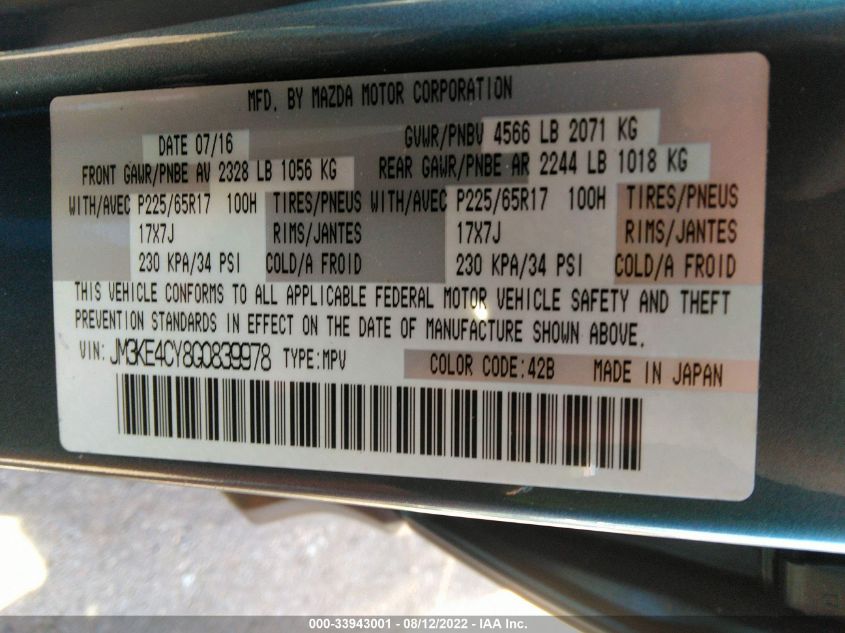 MFD. BY MAZDA MOTOR CORPORATION
DATE 07/16 GVWR/PNBV 4566 LB 2071 KG
FRONT GAWR/PNBE AV 2328 LB 1056 KG REAR GAWR/PNBE AR 2244 LB 1018 KG
WITH/AVEC P225/65R17 100H TIRES/PNEUS WITH/AVEC P225/65R17 100H TIRES/PNEUS
17X7J RIMS/JANTES 17X7J RIMS/JANTES
230 KPA/34 PSI COLD/A FROID 230 KPA/34 PSI COLD/A FROID
THIS VEHICLE CONFORMS TO ALL APPLICABLE FEDERAL MOTOR VEHICLE SAFETY AND THEFT
PREVENTION STANDARDS IN EFFECT ON THE DATE OF MANUFACTURE SHOWN ABOVE.
VIN: JM3KE4CY8G0839978 TYPE:MPV COLOR CODE:42B MADE IN JAPAN
000-33943001 - 08/12/2022 - IAA Inc.